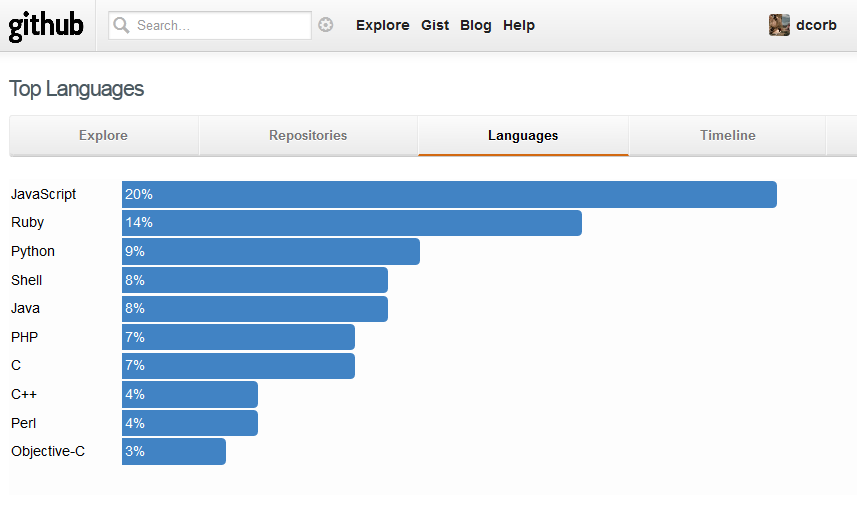 github Search... Explore Gist Blog Help dcorb
Top Languages
Explore Repositories Languages Timeline
JavaScript 20%
Ruby 14%
Python 9%
Shell 8%
Java 8%
PHP 7%
C 7%
C++ 4%
Perl 4%
Objective-C 3%